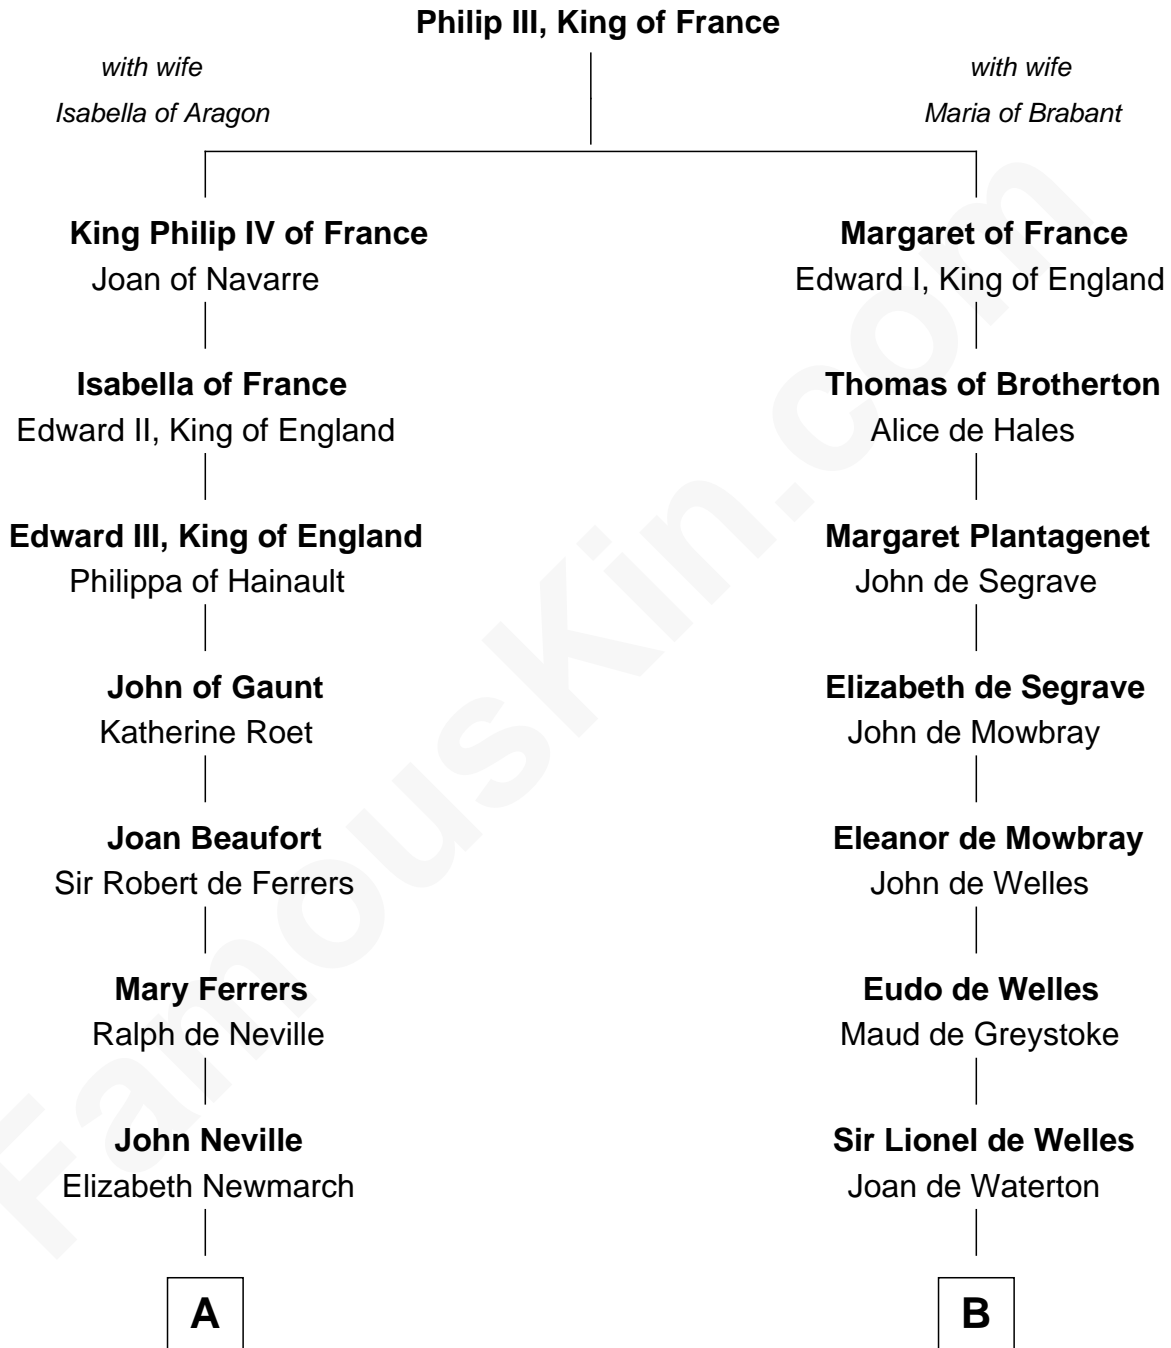 Philip III, King of France
with wife
Isabella of Aragon
with wife
Maria of Brabant
King Philip IV of France
Joan of Navarre
Margaret of France
Edward I, King of England
Isabella of France
Edward II, King of England
Thomas of Brotherton
Alice de Hales
Edward III, King of England
Philippa of Hainault
Margaret Plantagenet
John de Segrave
John of Gaunt
Katherine Roet
Elizabeth de Segrave
John de Mowbray
Joan Beaufort
Sir Robert de Ferrers
Eleanor de Mowbray
John de Welles
Mary Ferrers
Ralph de Neville
Eudo de Welles
Maud de Greystoke
John Neville
Elizabeth Newmarch
Sir Lionel de Welles
Joan de Waterton
A
B
FamousKin.com